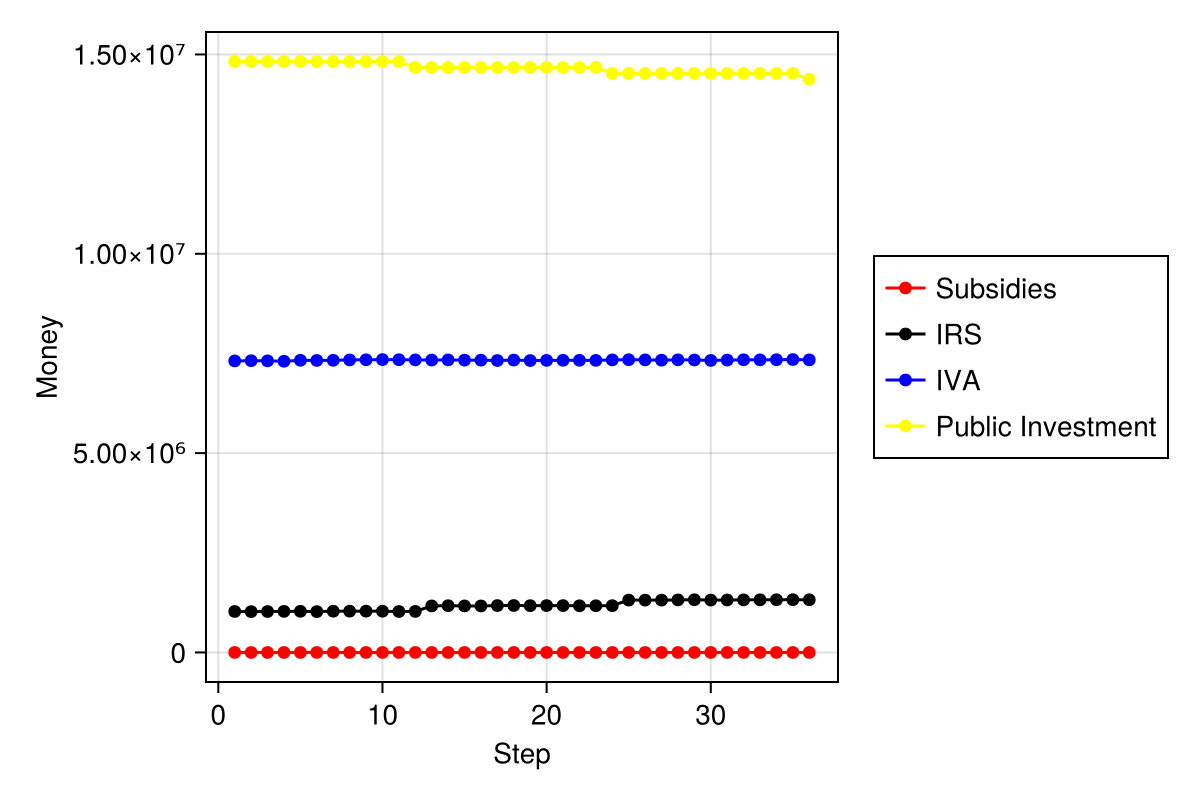 1.50×10⁷
1.00×10⁷
5.00×10⁶
0
Money
0 10 20 30
Step
Subsidies
IRS
IVA
Public Investment